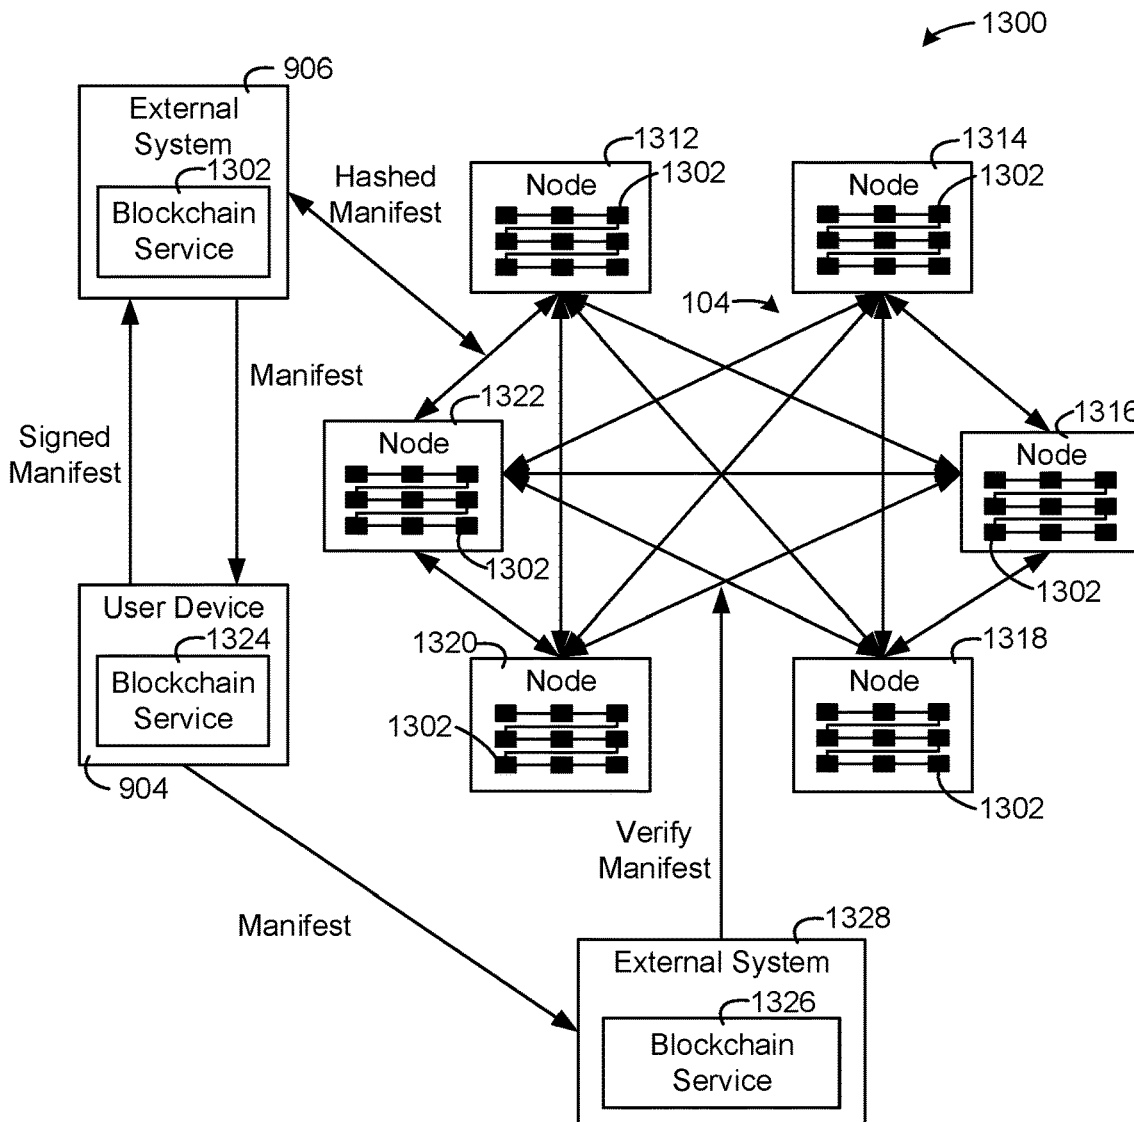 1300
906
External
System
1302
Blockchain
Service
Hashed
Manifest
1312
Node
1302
1314
Node
1302
104
Manifest
Signed
Manifest
1322
Node
1302
1316
Node
1302
User Device
1324
Blockchain
Service
904
1320
Node
1302
1318
Node
1302
Verify
Manifest
Manifest
1328
External System
1326
Blockchain
Service